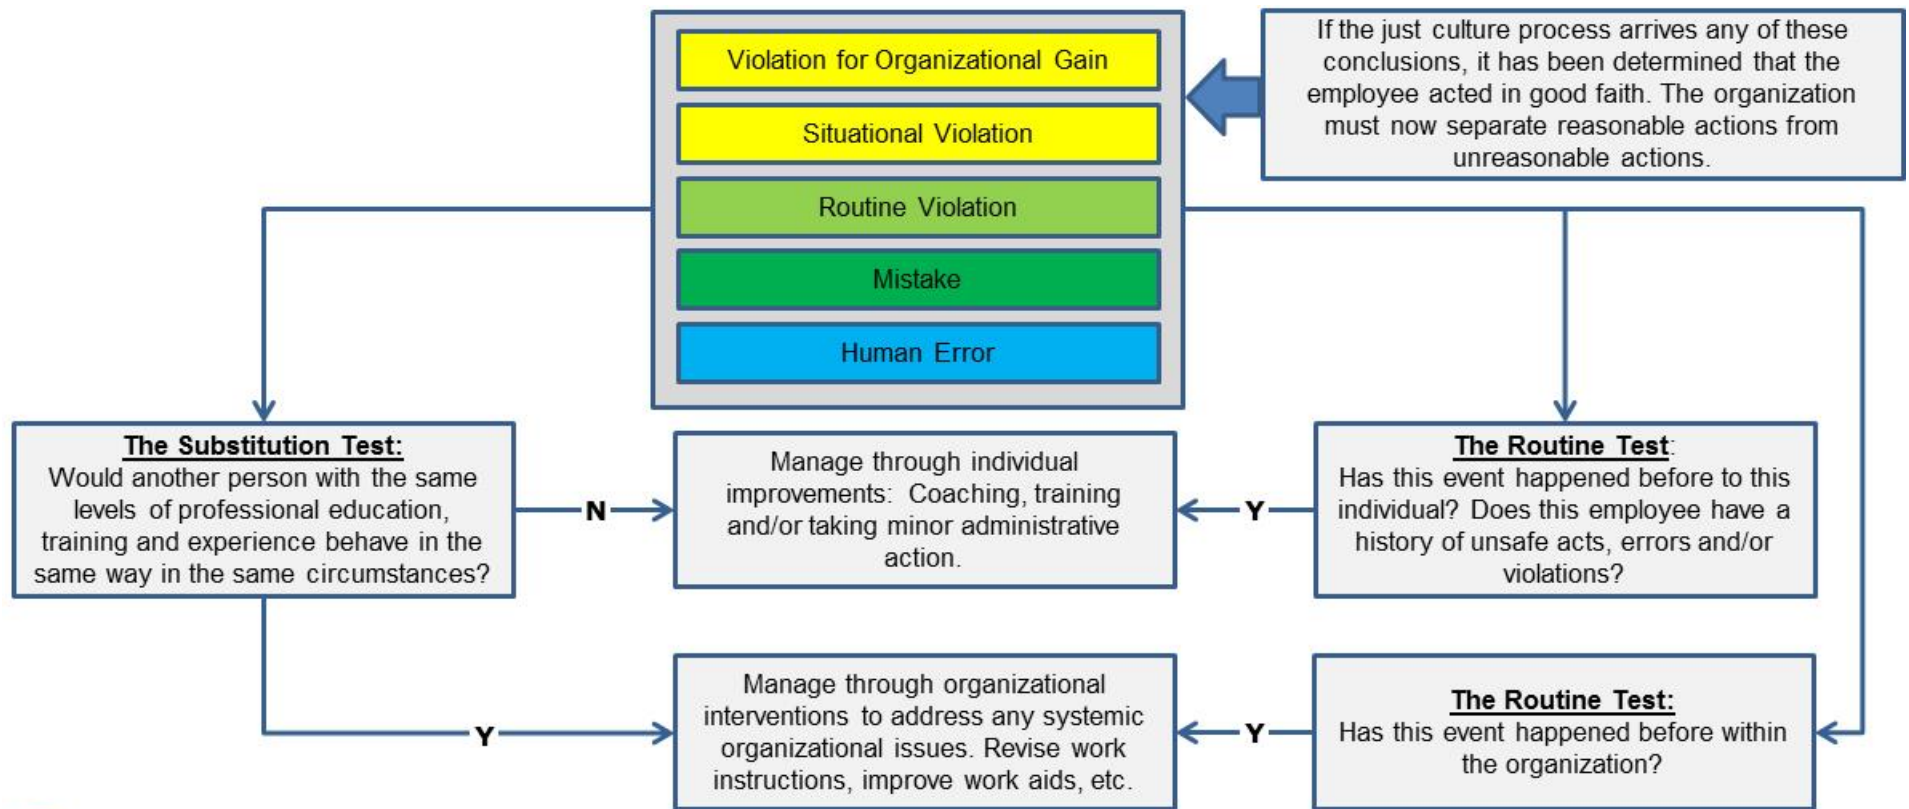 Violation for Organizational Gain
Situational Violation
Routine Violation
Mistake
Human Error
If the just culture process arrives any of these
conclusions, it has been determined that the
employee acted in good faith. The organization
must now separate reasonable actions from
unreasonable actions.
The Substitution Test:
Would another person with the same
levels of professional education,
training and experience behave in the
same way in the same circumstances?
N
Manage through individual
improvements: Coaching, training
and/or taking minor administrative
action.
Y
The Routine Test:
Has this event happened before to this
individual? Does this employee have a
history of unsafe acts, errors and/or
violations?
Y
Manage through organizational
interventions to address any systemic
organizational issues. Revise work
instructions, improve work aids, etc.
Y
The Routine Test:
Has this event happened before within
the organization?